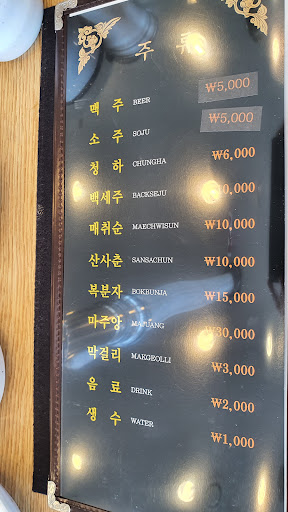 주 류
맥 주 BEER ₩5,000
소 주 SOJU ₩5,000
청 하 CHUNGHA ₩6,000
백세주 BACKSEJU ₩10,000
매취순 MAECHWISUN ₩10,000
산사춘 SANSACHUN ₩10,000
복분자 BOKBUNJA ₩15,000
마주앙 MAJUANG ₩30,000
막걸리 MAKGEOLLI ₩3,000
음 료 DRINK ₩2,000
생 수 WATER ₩1,000